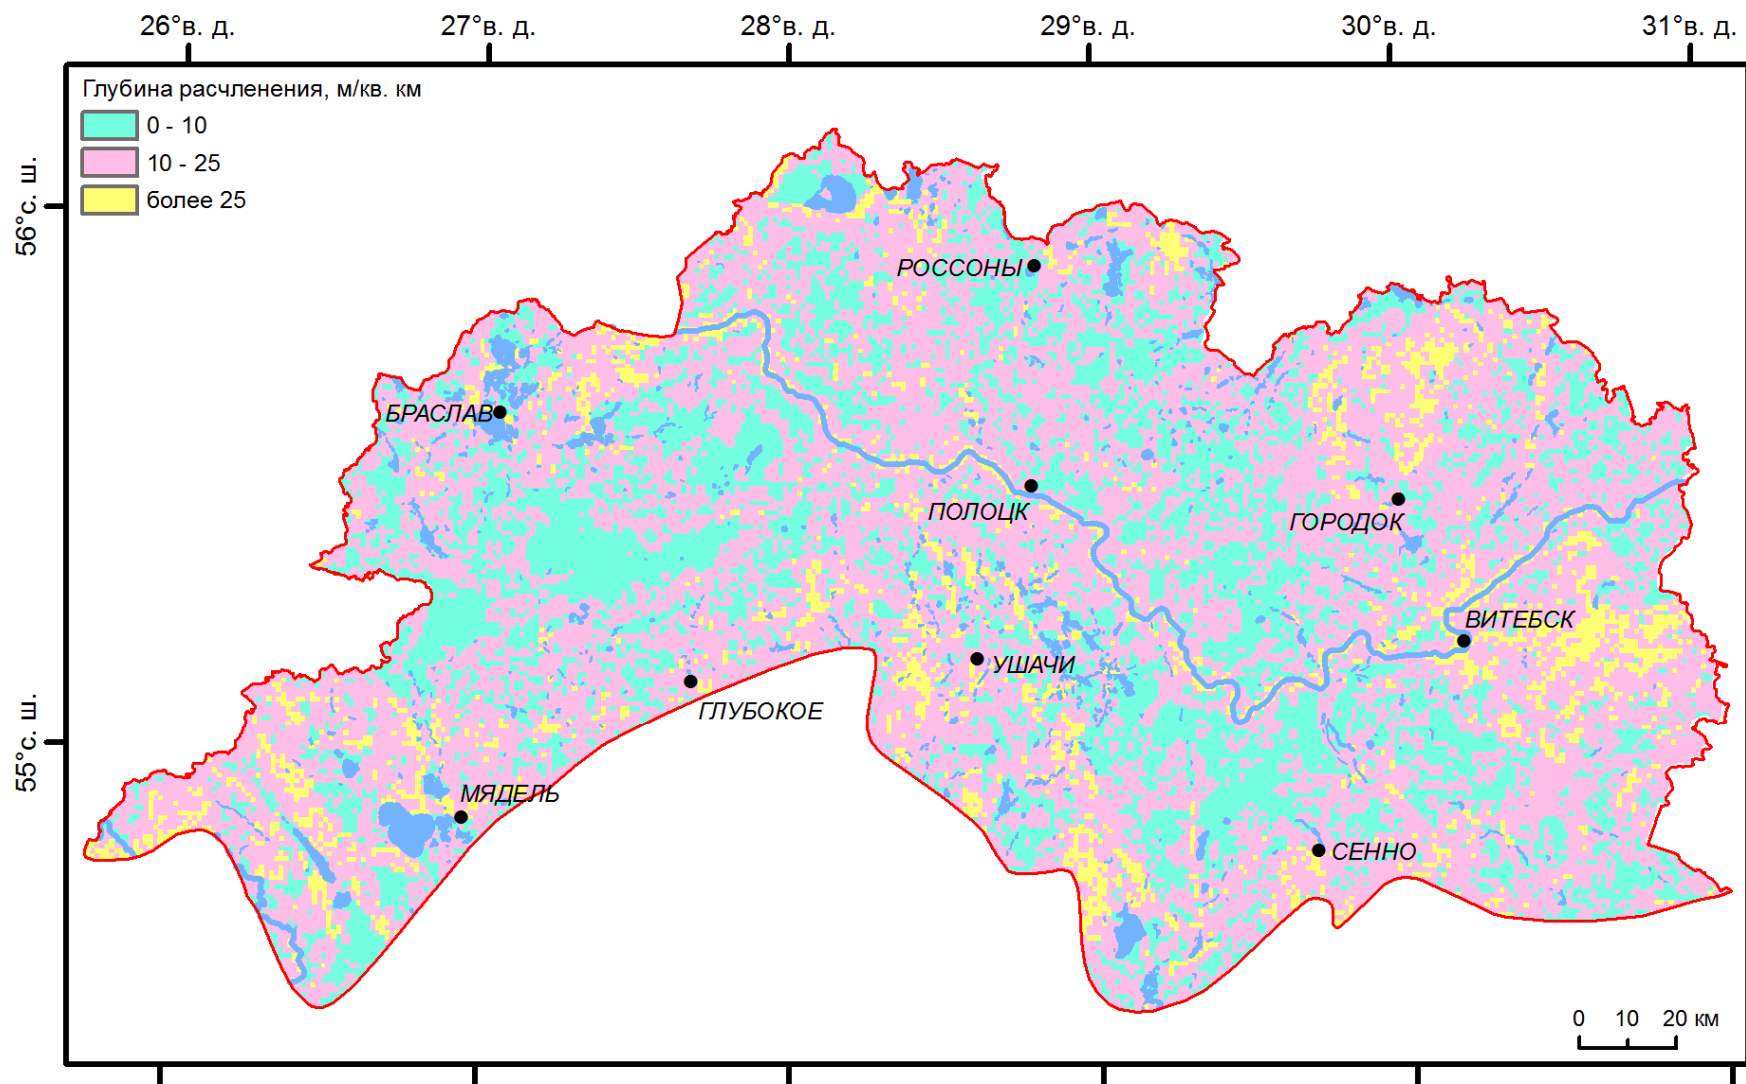 26°в. д.
27°в. д.
28°в. д.
29°в. д.
30°в. д.
31°в. д.
Глубина расчленения, м/кв. км
0 - 10
10 - 25
более 25
56°с. ш.
РОССОНЫ
БРАСЛАВ
ПОЛОЦК
ГОРОДОК
ВИТЕБСК
УШАЧИ
ГЛУБОКОЕ
55°с. ш.
МЯДЕЛЬ
СЕННО
0 10 20 км